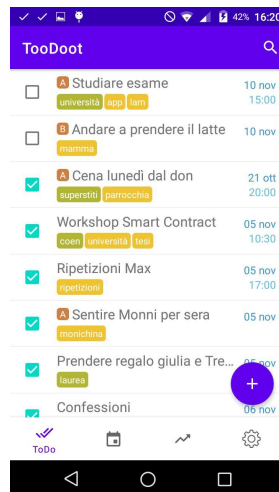 42% 16:20
TooDoot
A Studiare esame 10 nov
università app lam 15:00
B Andare a prendere il latte 10 nov
mamma
A Cena lunedì dal don 21 ott
superstiti parrocchia 20:00
Workshop Smart Contract 05 nov
coen università tesi 10:30
Ripetizioni Max 05 nov
ripetizioni 17:00
A Sentire Monni per sera 05 nov
monichina
Prendere regalo giulia e Tre... 05 nov
laurea
+
Confessioni 06 nov
ToDo